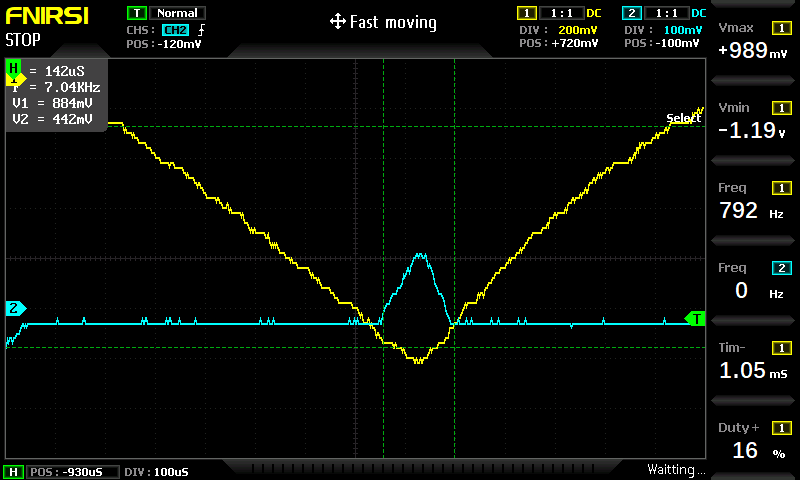 FNIRSI
STOP
T Normal
CHS: CH2
POS: -120mV
Fast moving
1 1:1 DC
DIV: 200mV
POS: +720mV
2 1:1 DC
DIV: 100mV
POS: -100mV
H = 142uS
= 7.04KHz
V1 = 884mV
V2 = 442mV
Select
2
T
Vmax 1
+989mV
Vmin 1
-1.19V
Freq 1
792 Hz
Freq 2
0 Hz
Tim- 1
1.05mS
Duty+ 1
16 %
H POS: -930uS DIV: 100uS
Waitting...